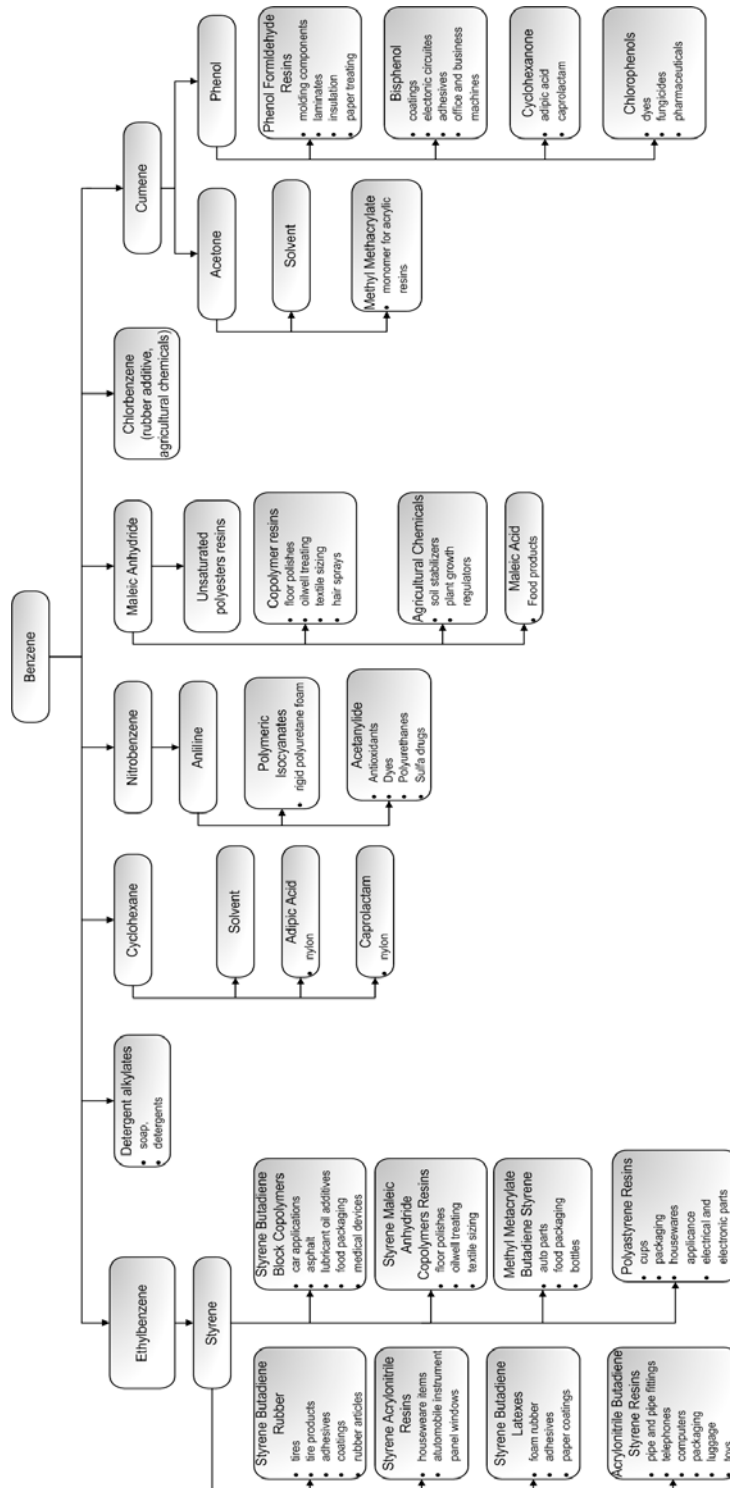 Benzene
Ethylbenzene
Styrene
Styrene Butadiene
Rubber
• tires
• tire products
• adhesives
• coatings
• rubber articles
Styrene Acrylonitrile
Resins
• houseware items
• atutomobile instrument
panel windows
Styrene Butadiene
Latexes
• foam rubber
• adhesives
• paper coatings
Acrylonitrile Butadiene
Styrene Resins
• pipe and pipe fittings
• telephones
• computers
• packaging
• luggage
• toys
Styrene Butadiene
Block Copolymers
• car applications
• asphalt
• lubricant oil additives
• food packaging
• medical devices
Styrene Maleic
Anhydride
Copolymers Resins
• floor polishes
• oilwell treating
• textile sizing
Methyl Metacrylate
Butadiene Styrene
• auto parts
• food packaging
• bottles
Polyastyrene Resins
• cups
• packaging
• housewares
• applicance
• electrical and
• electronic parts
Detergent alkylates
• soap,
• detergents
Cyclohexane
Solvent
Adipic Acid
• nylon
Caprolactam
• nylon
Nitrobenzene
Anliline
Polymeric
Isocyanates
• rigid polyuretane foam
Acetanylide
• Antioxidants
• Dyes
• Polyurethanes
• Sulfa drugs
Maleic Anhydride
Unsaturated
polyesters resins
Copolymer resins
• floor polishes
• oilwell treating
• textile sizing
• hair sprays
Agricultural Chemicals
• soil stabilizers
• plant growth
regulators
Maleic Acid
• Food products
Chlorbenzene
(rubber additive,
agricultural chemicals)
Cumene
Acetone
Solvent
Methyl Methacrylate
• monomer for acrylic
resins
Phenol
Phenol Formldehyde
Resins
• molding components
• laminates
• insulation
• paper treating
Bisphenol
• coatings
• electonic circuites
• adhesives
• office and business
machines
Cyclohexanone
• adipic acid
• caprolactam
Chlorophenols
• dyes
• fungicides
• pharmaceuticals